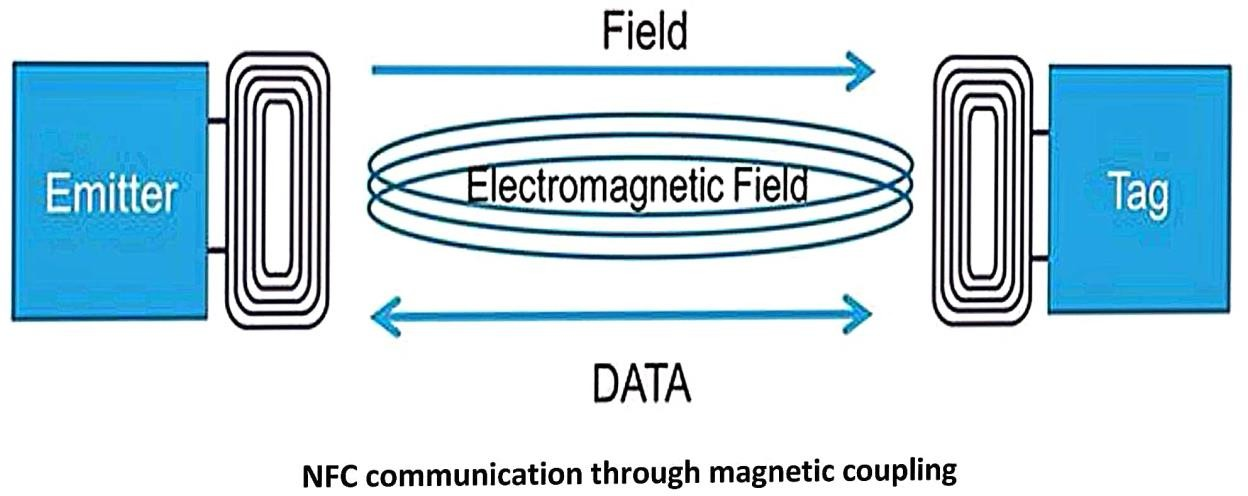 Field
Emitter
Electromagnetic Field
Tag
DATA
NFC communication through magnetic coupling